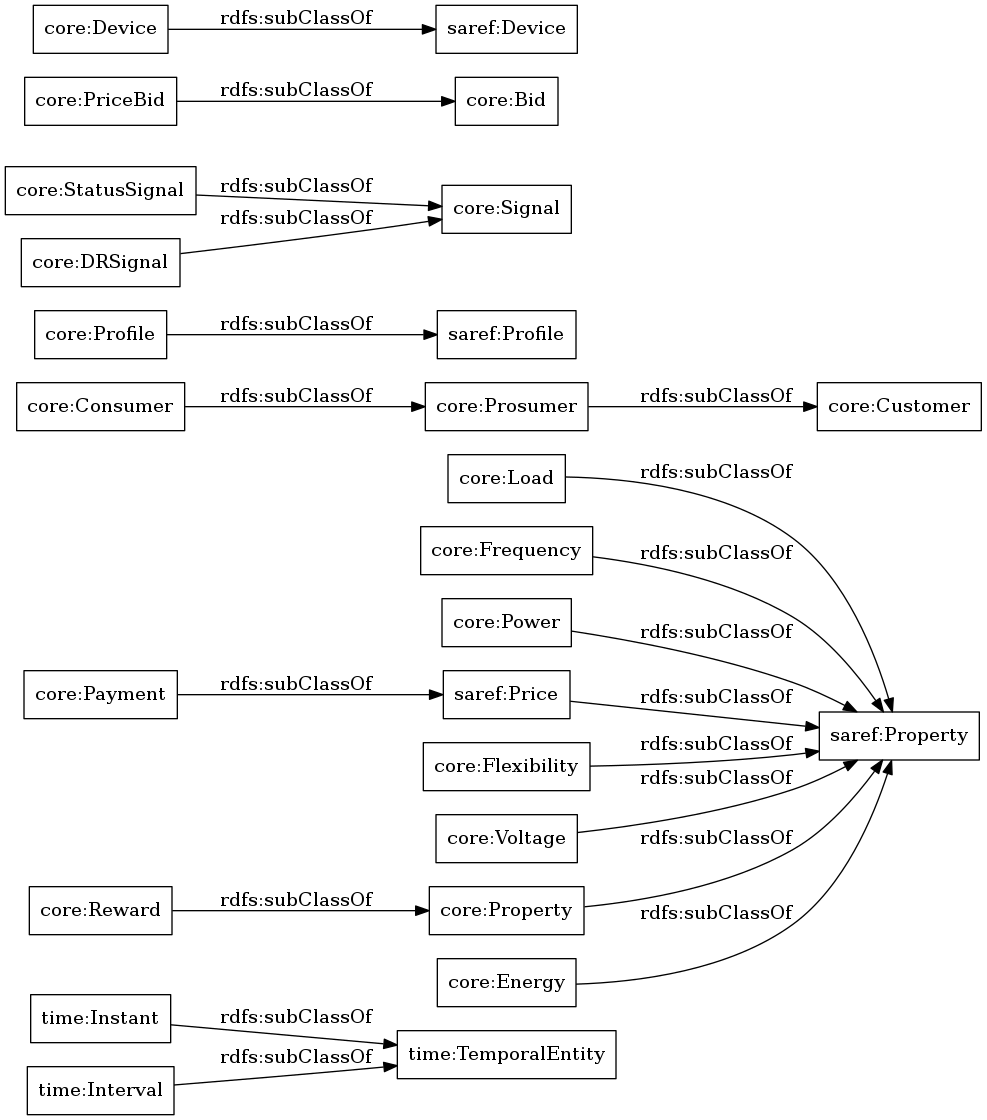 core:Device
rdfs:subClassOf
saref:Device
core:PriceBid
rdfs:subClassOf
core:Bid
core:StatusSignal
rdfs:subClassOf
core:Signal
rdfs:subClassOf
core:DRSignal
core:Profile
rdfs:subClassOf
saref:Profile
core:Consumer
rdfs:subClassOf
core:Prosumer
rdfs:subClassOf
core:Customer
core:Load
rdfs:subClassOf
core:Frequency
rdfs:subClassOf
core:Power
rdfs:subClassOf
core:Payment
rdfs:subClassOf
saref:Price
rdfs:subClassOf
saref:Property
core:Flexibility
rdfs:subClassOf
core:Voltage
rdfs:subClassOf
core:Reward
rdfs:subClassOf
core:Property
rdfs:subClassOf
core:Energy
rdfs:subClassOf
time:Instant
rdfs:subClassOf
time:TemporalEntity
rdfs:subClassOf
time:Interval